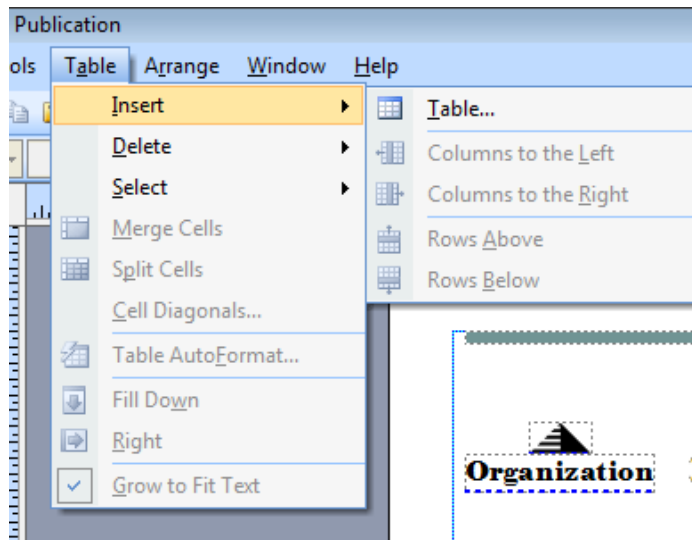 Publication
ols Table Arrange Window Help
Insert
Delete
Select
Merge Cells
Split Cells
Cell Diagonals...
Table AutoFormat...
Fill Down
Right
Grow to Fit Text
Table...
Columns to the Left
Columns to the Right
Rows Above
Rows Below
Organization